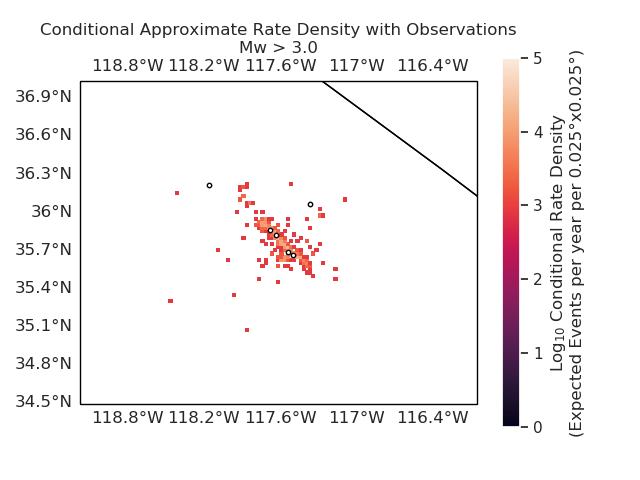 Conditional Approximate Rate Density with Observations
Mw > 3.0
118.8°W 118.2°W 117.6°W 117°W 116.4°W
36.9°N
36.6°N
36.3°N
36°N
35.7°N
35.4°N
35.1°N
34.8°N
34.5°N
118.8°W 118.2°W 117.6°W 117°W 116.4°W
5
4
3
2
1
0
Log₁₀ Conditional Rate Density
(Expected Events per year per 0.025°x0.025°)